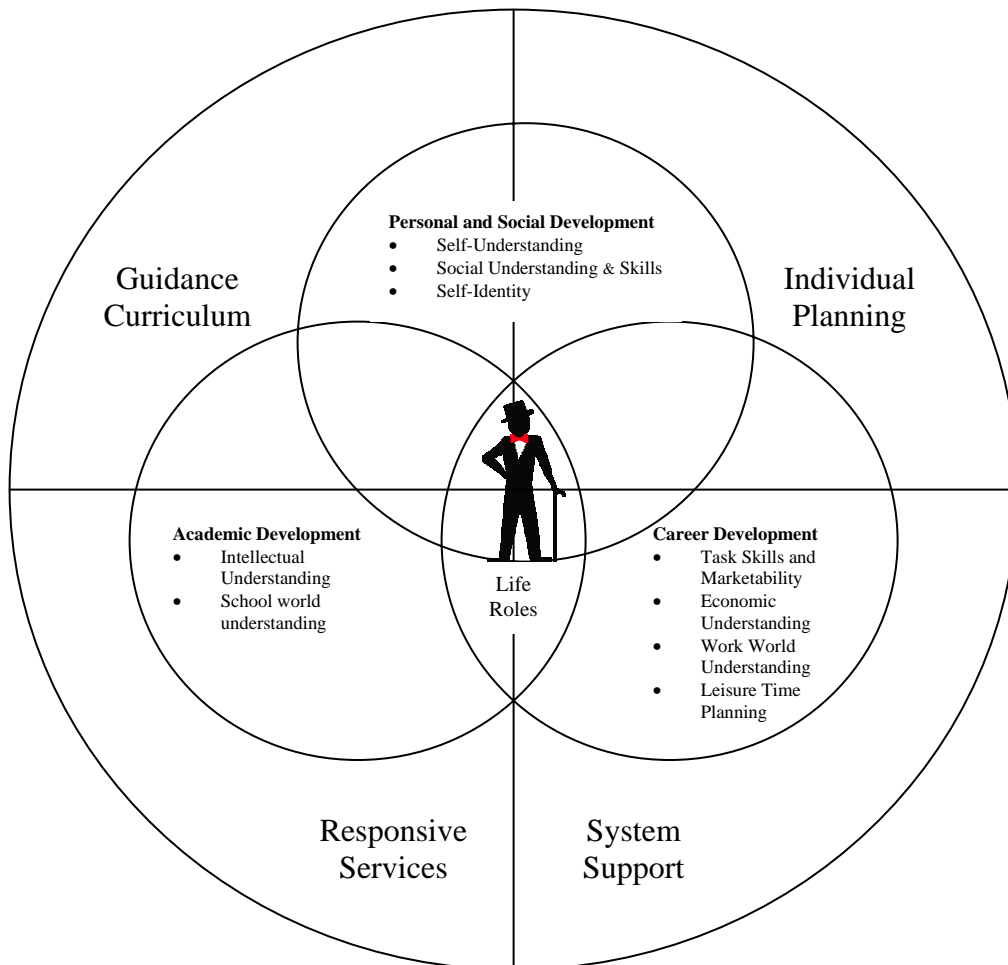 Personal and Social Development
• Self-Understanding
• Social Understanding & Skills
• Self-Identity
Guidance
Curriculum
Individual
Planning
Academic Development
• Intellectual
Understanding
• School world
understanding
Life
Roles
Career Development
• Task Skills and
Marketability
• Economic
Understanding
• Work World
Understanding
• Leisure Time
Planning
Responsive
Services
System
Support